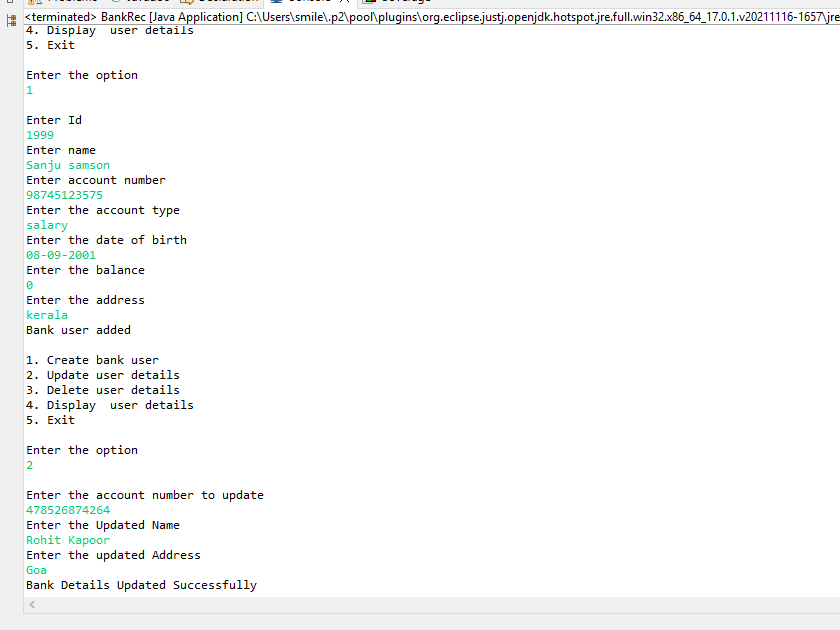 <terminated> BankRec [Java Application] C:\Users\smile\.p2\pool\plugins\org.eclipse.justj.openjdk.hotspot.jre.full.win32.x86_64_17.0.1.v20211116-1657\jre
4. Display  user details
5. Exit
Enter the option
1
Enter Id
1999
Enter name
Sanju samson
Enter account number
98745123575
Enter the account type
salary
Enter the date of birth
08-09-2001
Enter the balance
0
Enter the address
kerala
Bank user added
1. Create bank user
2. Update user details
3. Delete user details
4. Display  user details
5. Exit
Enter the option
2
Enter the account number to update
478526874264
Enter the Updated Name
Rohit Kapoor
Enter the updated Address
Goa
Bank Details Updated Successfully